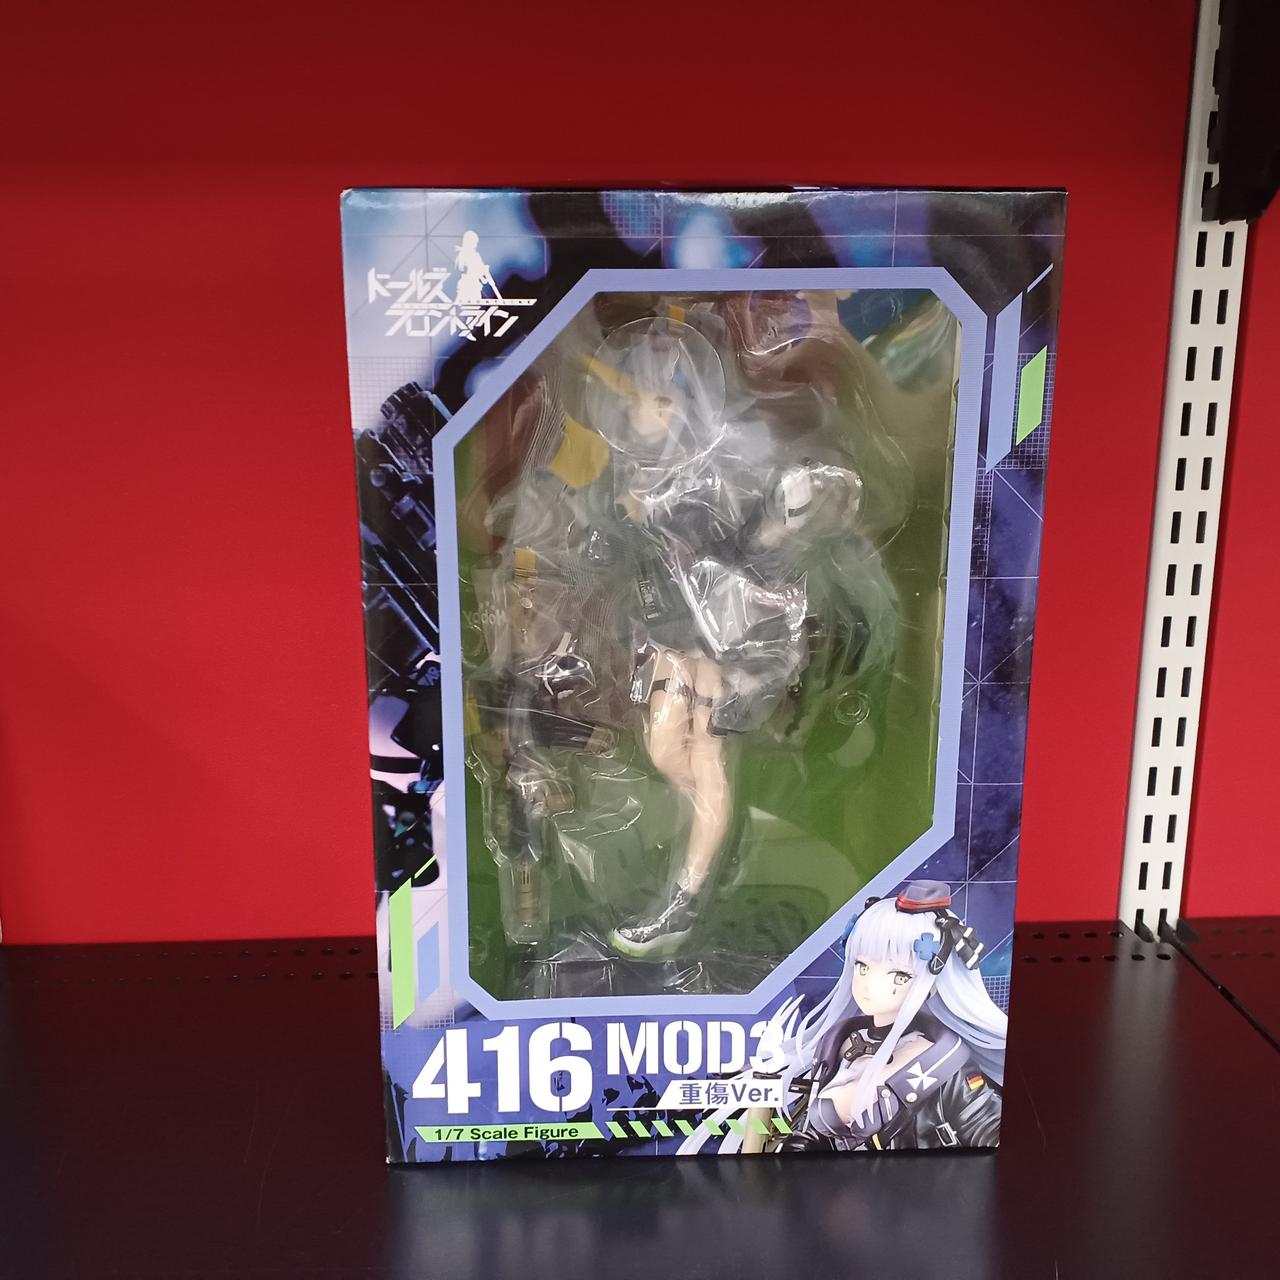 ドールズ
フロントライン
416 MOD3
重傷Ver.
1/7 Scale Figure